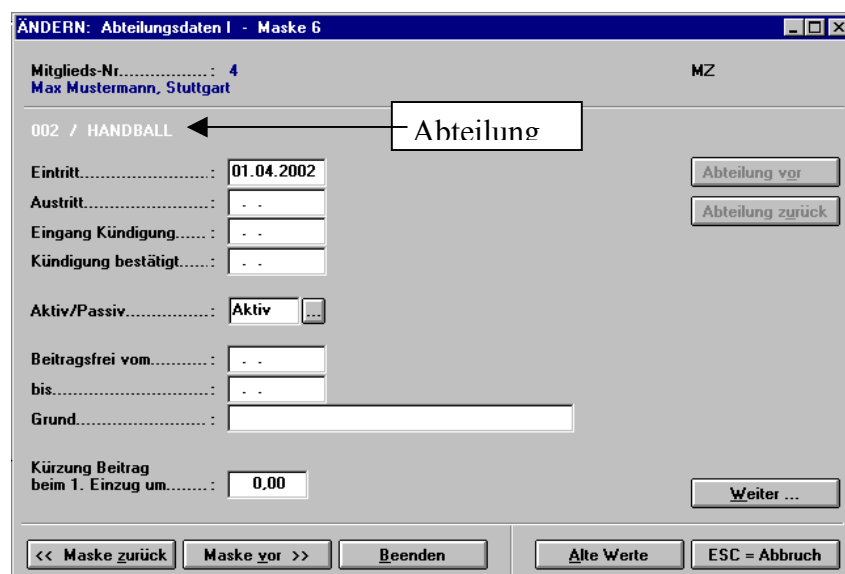 ÄNDERN: Abteilungsdaten I - Maske 6
Mitglieds-Nr................: 4 MZ
Max Mustermann, Stuttgart
002 / HANDBALL Abteilung
Eintritt.......................: 01.04.2002 Abteilung vor
Austritt.......................: . . Abteilung zurück
Eingang Kündigung......: . .
Kündigung bestätigt......: . .
Aktiv/Passiv...............: Aktiv ...
Beitragsfrei vom..........: . .
bis.............................: . .
Grund........................:
Kürzung Beitrag
beim 1. Einzug um........: 0,00 Weiter ...
<< Maske zurück Maske vor >> Beenden Alte Werte ESC = Abbruch